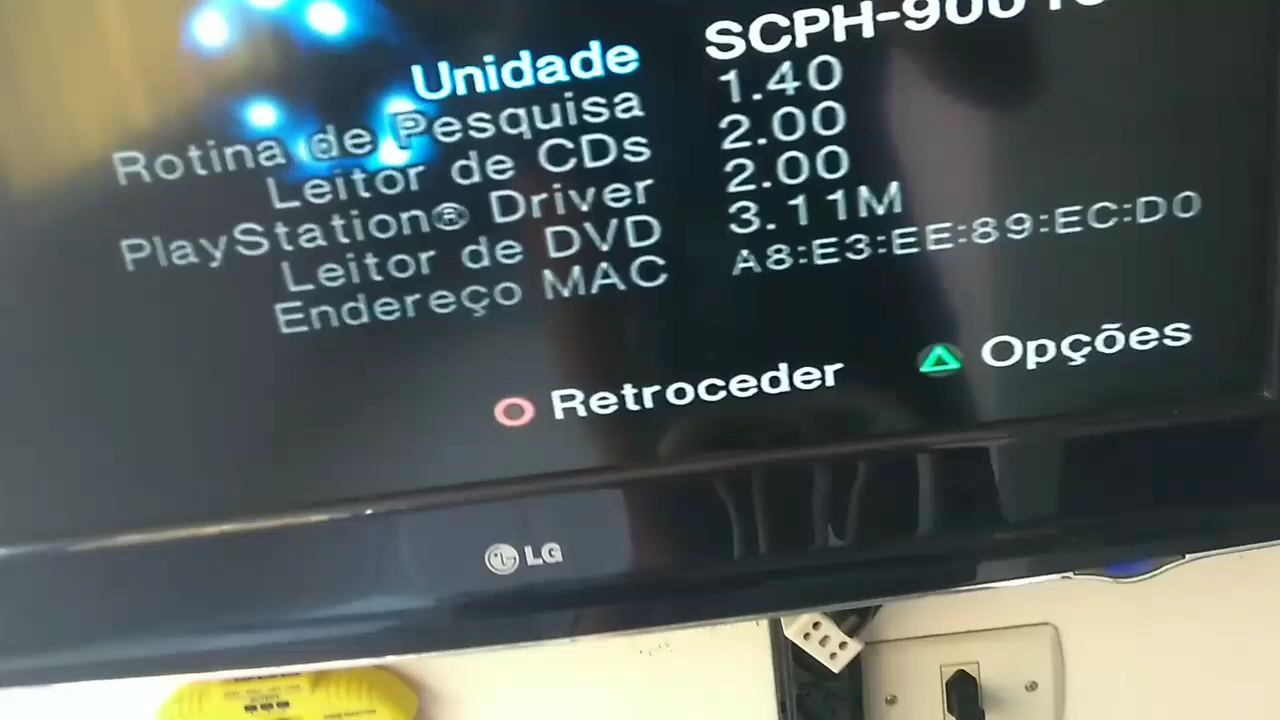 Unidade SCPH-9001
Rotina de Pesquisa 1.40
Leitor de CDs 2.00
PlayStation® Driver 2.00
Leitor de DVD 3.11M
Endereço MAC A8:E3:EE:89:EC:D0
Retroceder Opções
LG